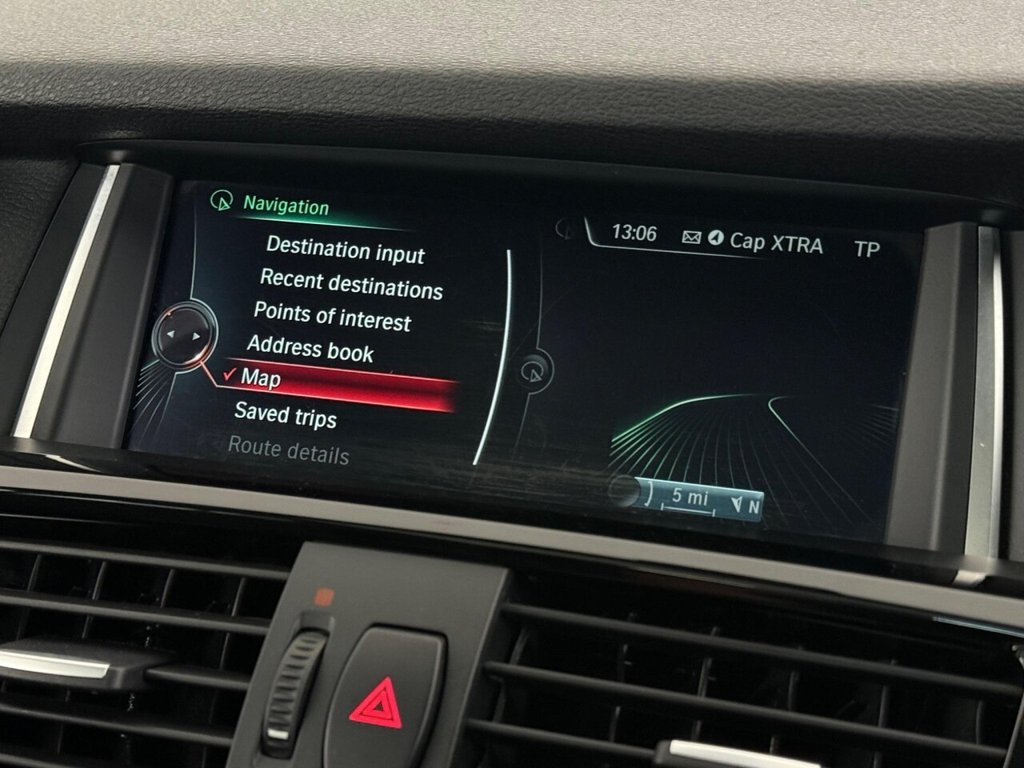 Navigation
13:06 Cap XTRA TP
Destination input
Recent destinations
Points of interest
Address book
Map
Saved trips
Route details
5 mi N